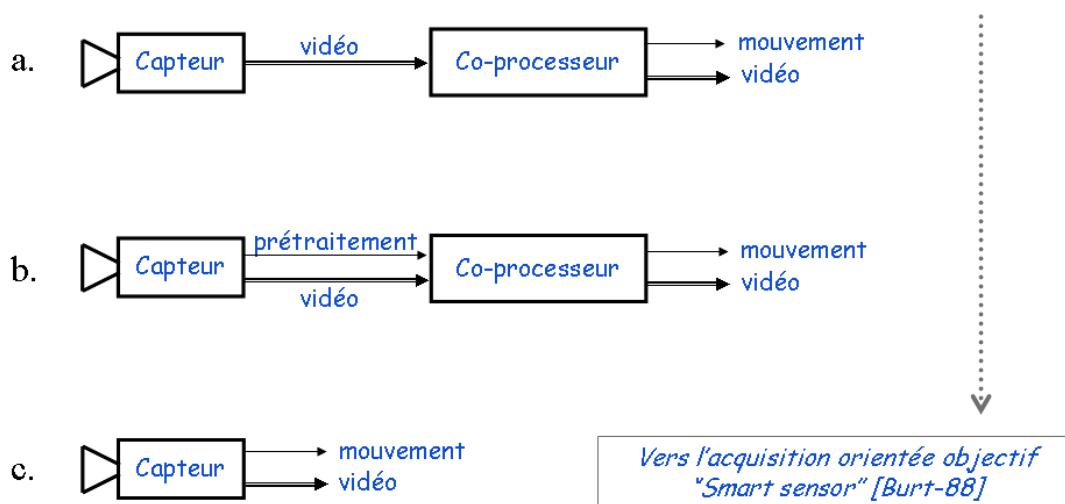 a.
Capteur
vidéo
Co-processeur
mouvement
vidéo
b.
Capteur
prétraitement
vidéo
Co-processeur
mouvement
vidéo
c.
Capteur
mouvement
vidéo
Vers l'acquisition orientée objectif
"Smart sensor" [Burt-88]